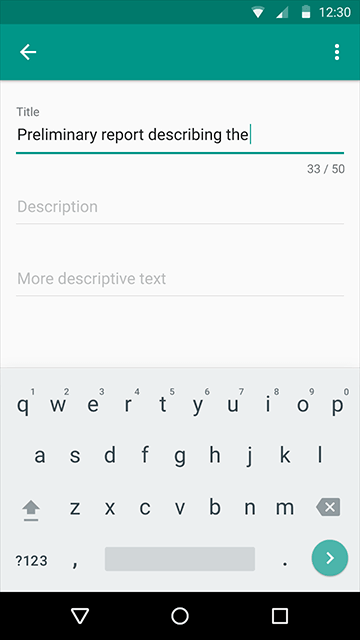 12:30
Title
Preliminary report describing the
33 / 50
Description
More descriptive text
1 2 3 4 5 6 7 8 9 0
q w e r t y u i o p
a s d f g h j k l
z x c v b n m
?123 , .